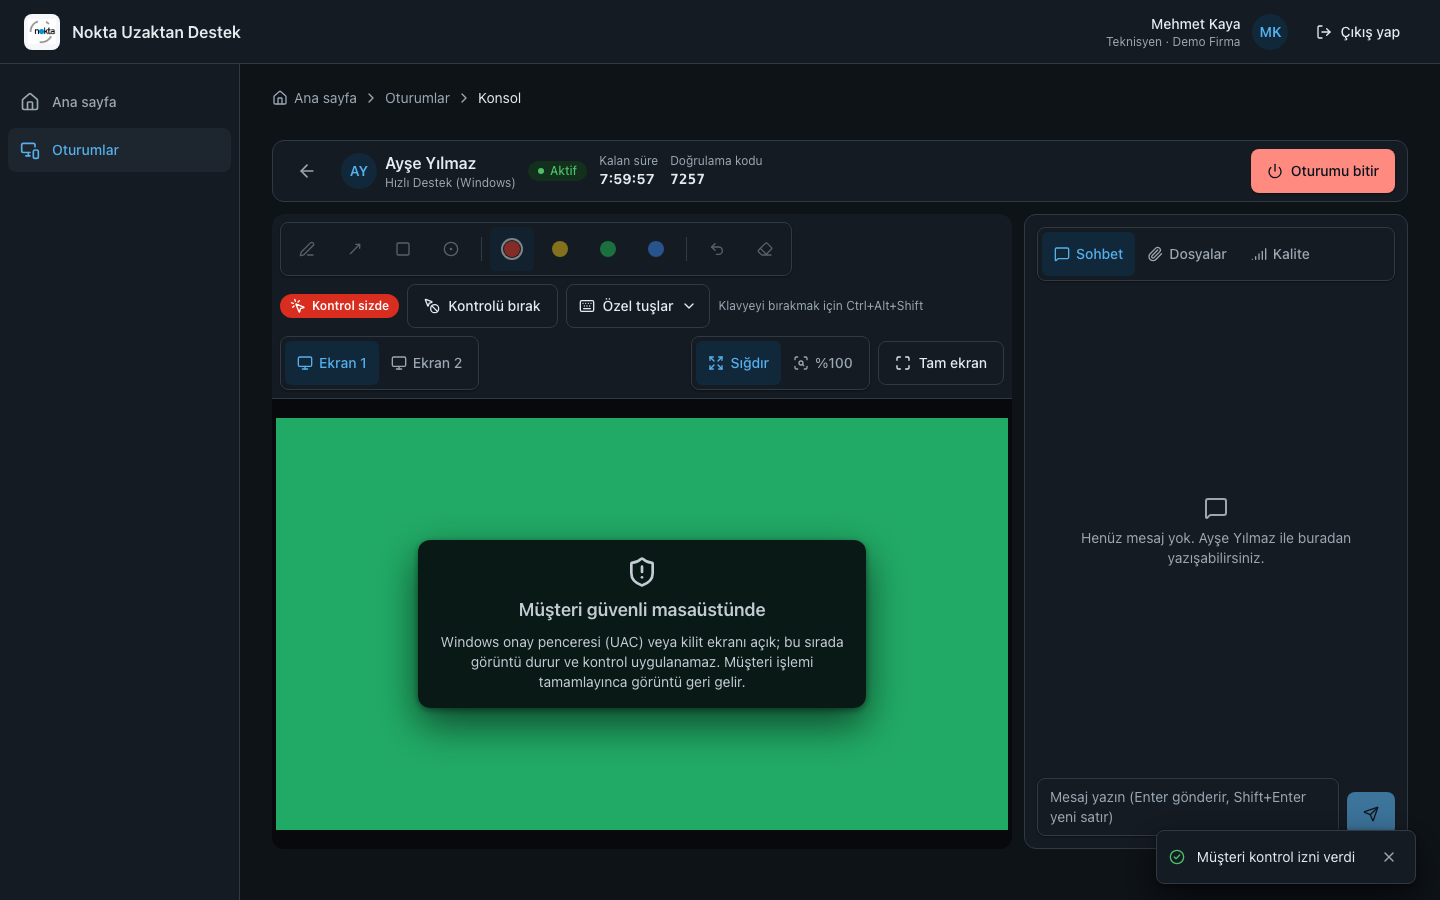 nokta
Nokta Uzaktan Destek
Mehmet Kaya
Teknisyen · Demo Firma
MK
Çıkış yap
Ana sayfa
Oturumlar
Ana sayfa > Oturumlar > Konsol
AY
Ayşe Yılmaz
Hızlı Destek (Windows)
Aktif
Kalan süre
7:59:57
Doğrulama kodu
7257
Oturumu bitir
Kontrol sizde
Kontrolü bırak
Özel tuşlar
Klavyeyi bırakmak için Ctrl+Alt+Shift
Ekran 1
Ekran 2
Sığdır
%100
Tam ekran
Müşteri güvenli masaüstünde
Windows onay penceresi (UAC) veya kilit ekranı açık; bu sırada
görüntü durur ve kontrol uygulanamaz. Müşteri işlemi
tamamlayınca görüntü geri gelir.
Sohbet
Dosyalar
Kalite
Henüz mesaj yok. Ayşe Yılmaz ile buradan
yazışabilirsiniz.
Mesaj yazın (Enter gönderir, Shift+Enter
yeni satır)
Müşteri kontrol izni verdi